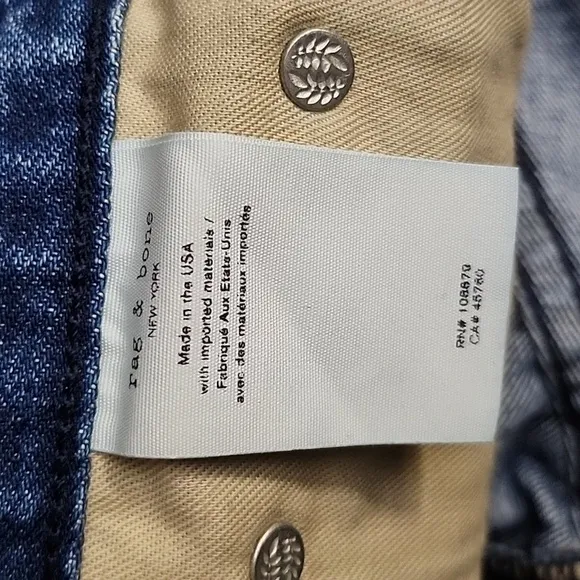 rag & bone
NEW YORK
Made in the USA
with imported materials /
Fabriqué Aux Etats-Unis
avec des matériaux importés
RN# 108879
CA# 45760